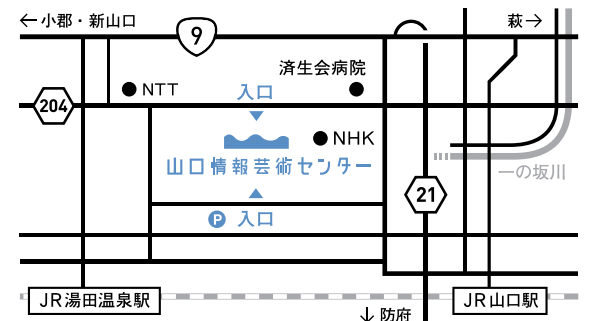 ←小郡・新山口
萩→
9
済生会病院
NTT
入口
204
NHK
山口情報芸術センター
一の坂川
21
P 入口
JR湯田温泉駅
JR山口駅
↓防府